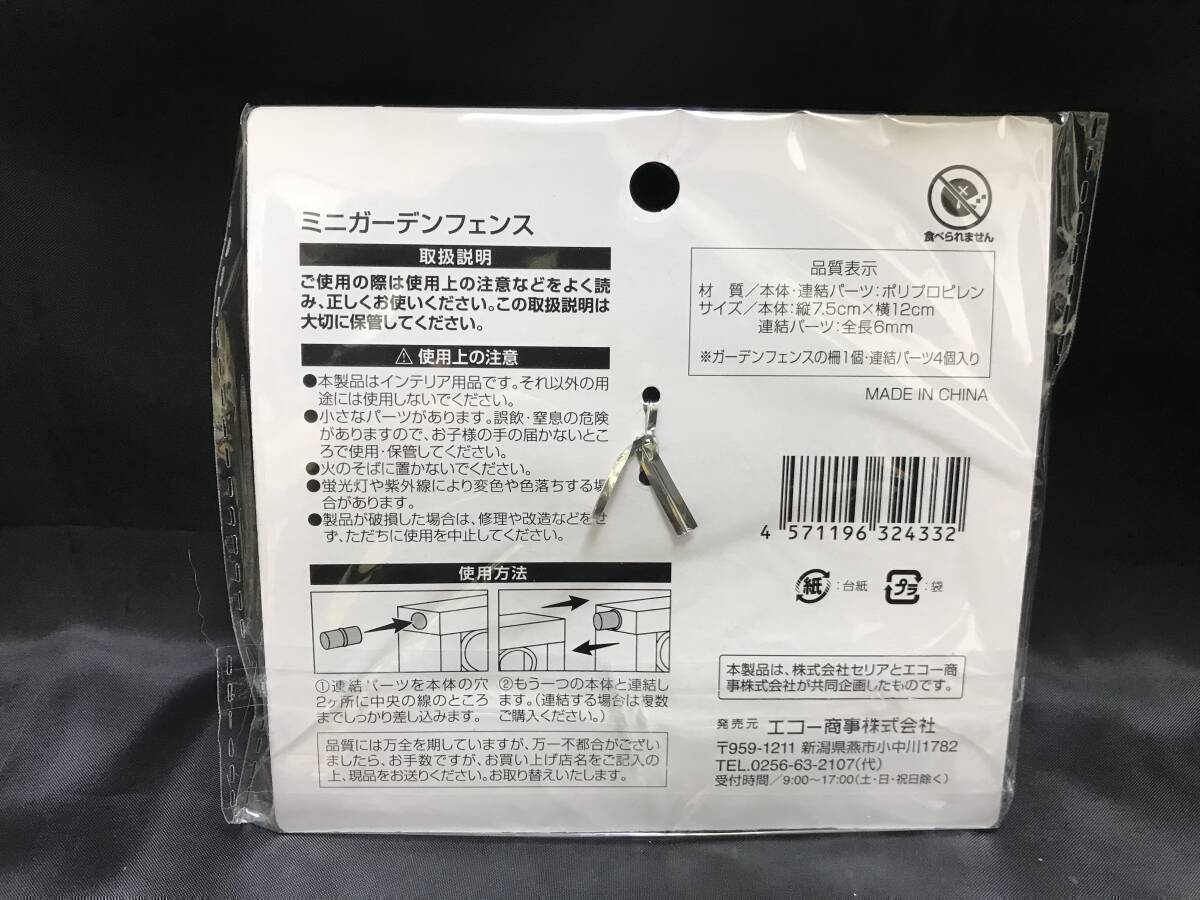 ミニガーデンフェンス
取扱説明
ご使用の際は使用上の注意などをよく読
み、正しくお使いください。この取扱説明は
大切に保管してください。
⚠ 使用上の注意
●本製品はインテリア用品です。それ以外の用
途には使用しないでください。
●小さなパーツがあります。誤飲・窒息の危険
がありますので、お子様の手の届かないとこ
ろで使用・保管してください。
●火のそばに置かないでください。
●蛍光灯や紫外線により変色や色落ちする場
合があります。
●製品が破損した場合は、修理や改造などをせ
ず、ただちに使用を中止してください。
使用方法
①連結パーツを本体の穴
2ヶ所に中央の線のところ
までしっかり差し込みます。
②もう一つの本体と連結し
ます。(連結する場合は複数
ご購入ください。)
品質には万全を期していますが、万一不都合がござい
ましたら、お手数ですが、お買い上げ店名をご記入の
上、現品をお送りください。お取り替えいたします。
食べられません
品質表示
材 質/本体・連結パーツ:ポリプロピレン
サイズ/本体:縦7.5cm×横12cm
連結パーツ:全長6mm
※ガーデンフェンスの柵1個・連結パーツ4個入り
MADE IN CHINA
4 571196 324332
紙:台紙 プラ:袋
本製品は、株式会社セリアとエコー商
事株式会社が共同企画したものです。
発売元 エコー商事株式会社
〒959-1211 新潟県燕市小中川1782
TEL.0256-63-2107(代)
受付時間/9:00~17:00(土・日・祝日除く)